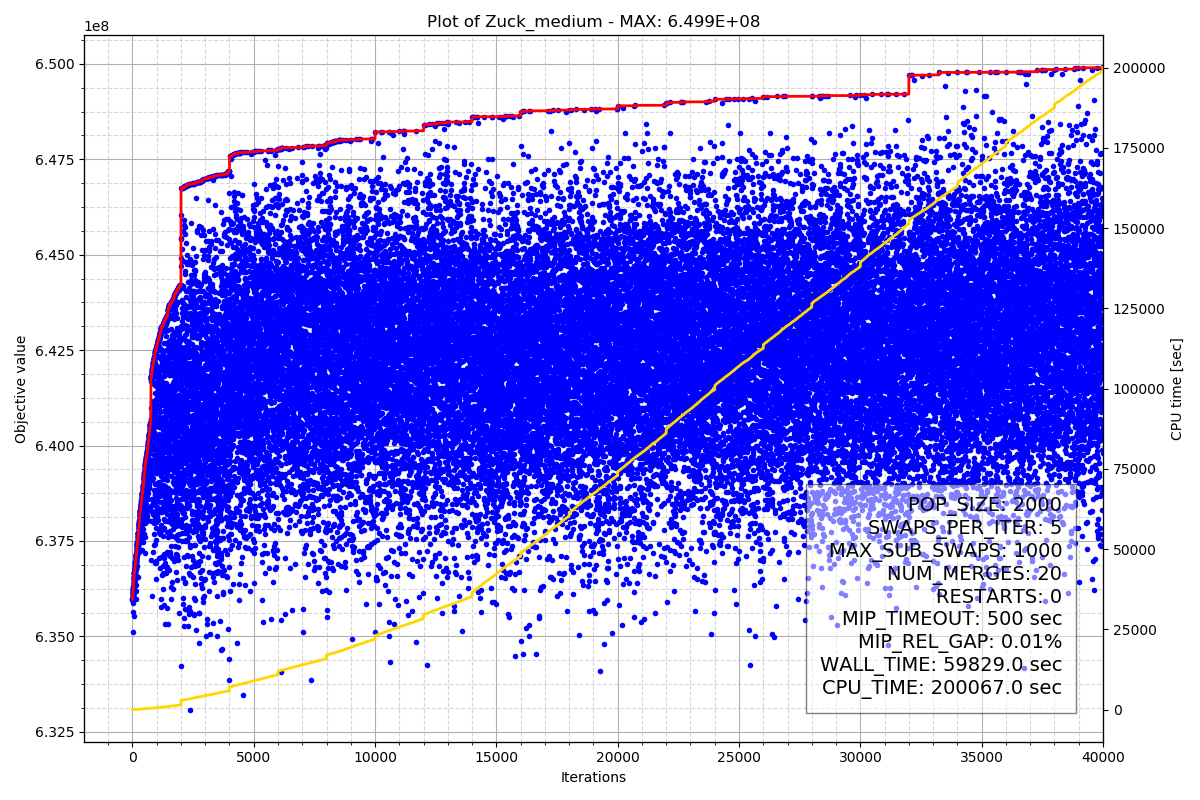 Plot of Zuck_medium - MAX: 6.499E+08
1e8
6.500
6.475
6.450
6.425
6.400
6.375
6.350
6.325
Objective value
200000
175000
150000
125000
100000
75000
50000
25000
0
CPU time [sec]
POP_SIZE: 2000
SWAPS_PER_ITER: 5
MAX_SUB_SWAPS: 1000
NUM_MERGES: 20
RESTARTS: 0
MIP_TIMEOUT: 500 sec
MIP_REL_GAP: 0.01%
WALL_TIME: 59829.0 sec
CPU_TIME: 200067.0 sec
0 5000 10000 15000 20000 25000 30000 35000 40000
Iterations